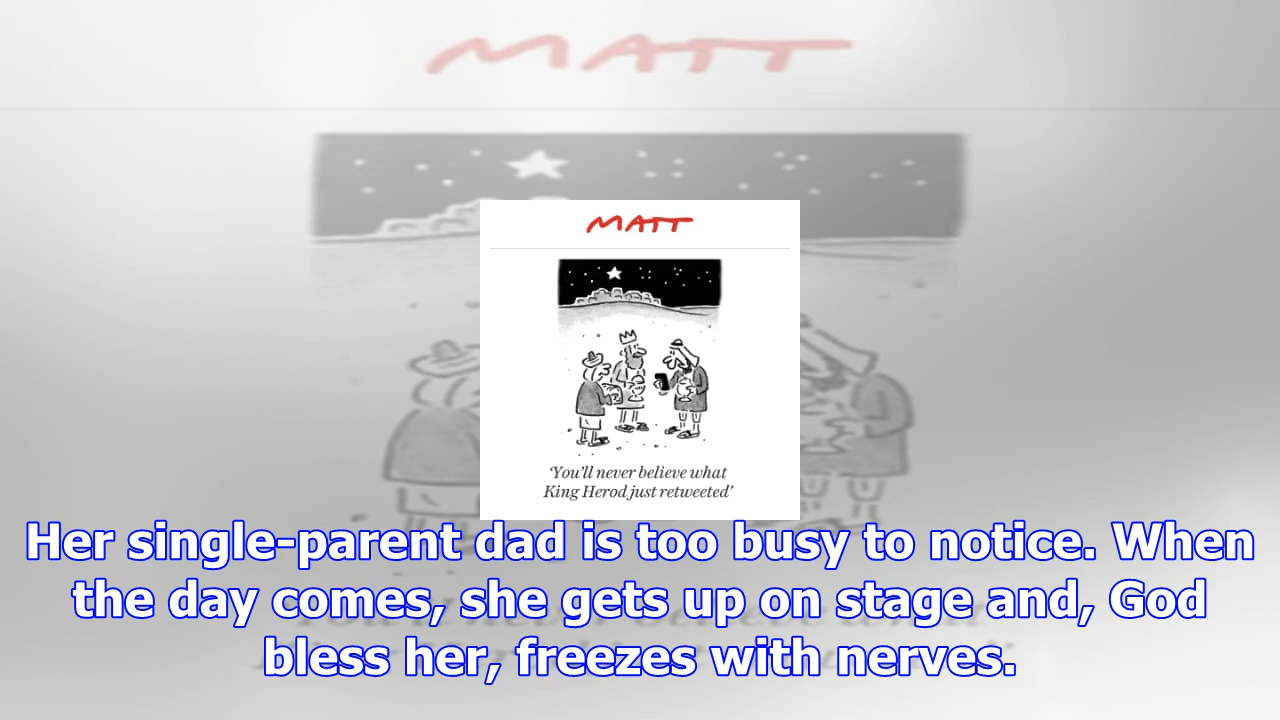 MATT
MATT
‘You’ll never believe what
King Herod just retweeted’
Her single-parent dad is too busy to notice. When
the day comes, she gets up on stage and, God
bless her, freezes with nerves.